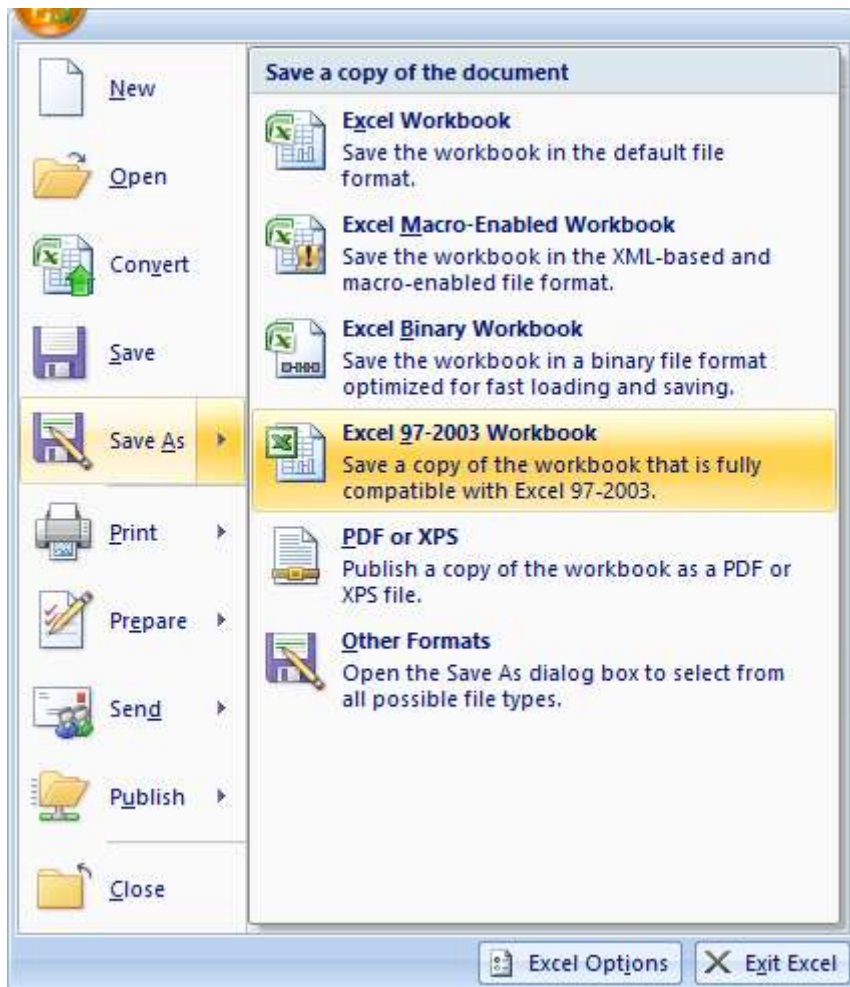 New
Open
Convert
Save
Save As
Print
Prepare
Send
Publish
Close
Save a copy of the document
Excel Workbook
Save the workbook in the default file
format.
Excel Macro-Enabled Workbook
Save the workbook in the XML-based and
macro-enabled file format.
Excel Binary Workbook
Save the workbook in a binary file format
optimized for fast loading and saving.
Excel 97-2003 Workbook
Save a copy of the workbook that is fully
compatible with Excel 97-2003.
PDF or XPS
Publish a copy of the workbook as a PDF or
XPS file.
Other Formats
Open the Save As dialog box to select from
all possible file types.
Excel Options
Exit Excel